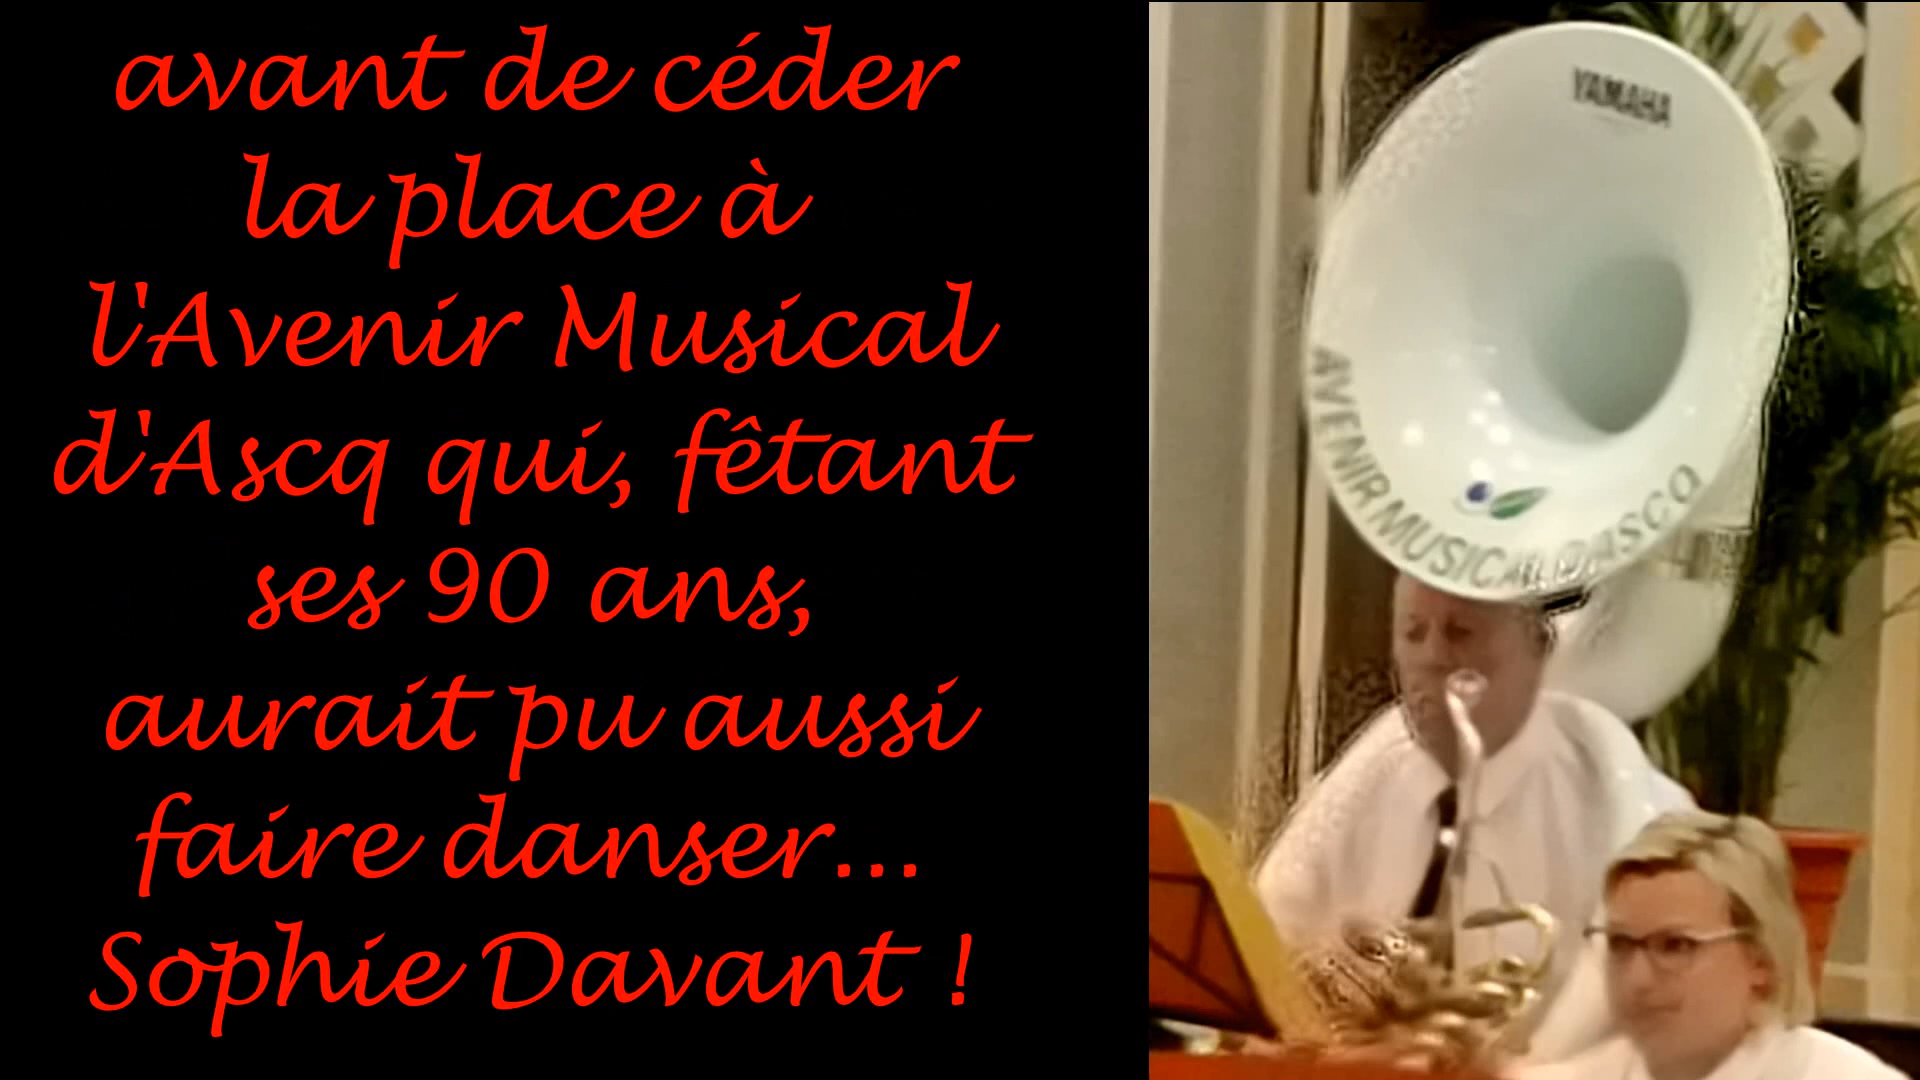 avant de céder
la place à
l'Avenir Musical
d'Ascq qui, fêtant
ses 90 ans,
aurait pu aussi
faire danser...
Sophie Davant !
YAMAHA
AVENIR MUSICAL D'ASCQ